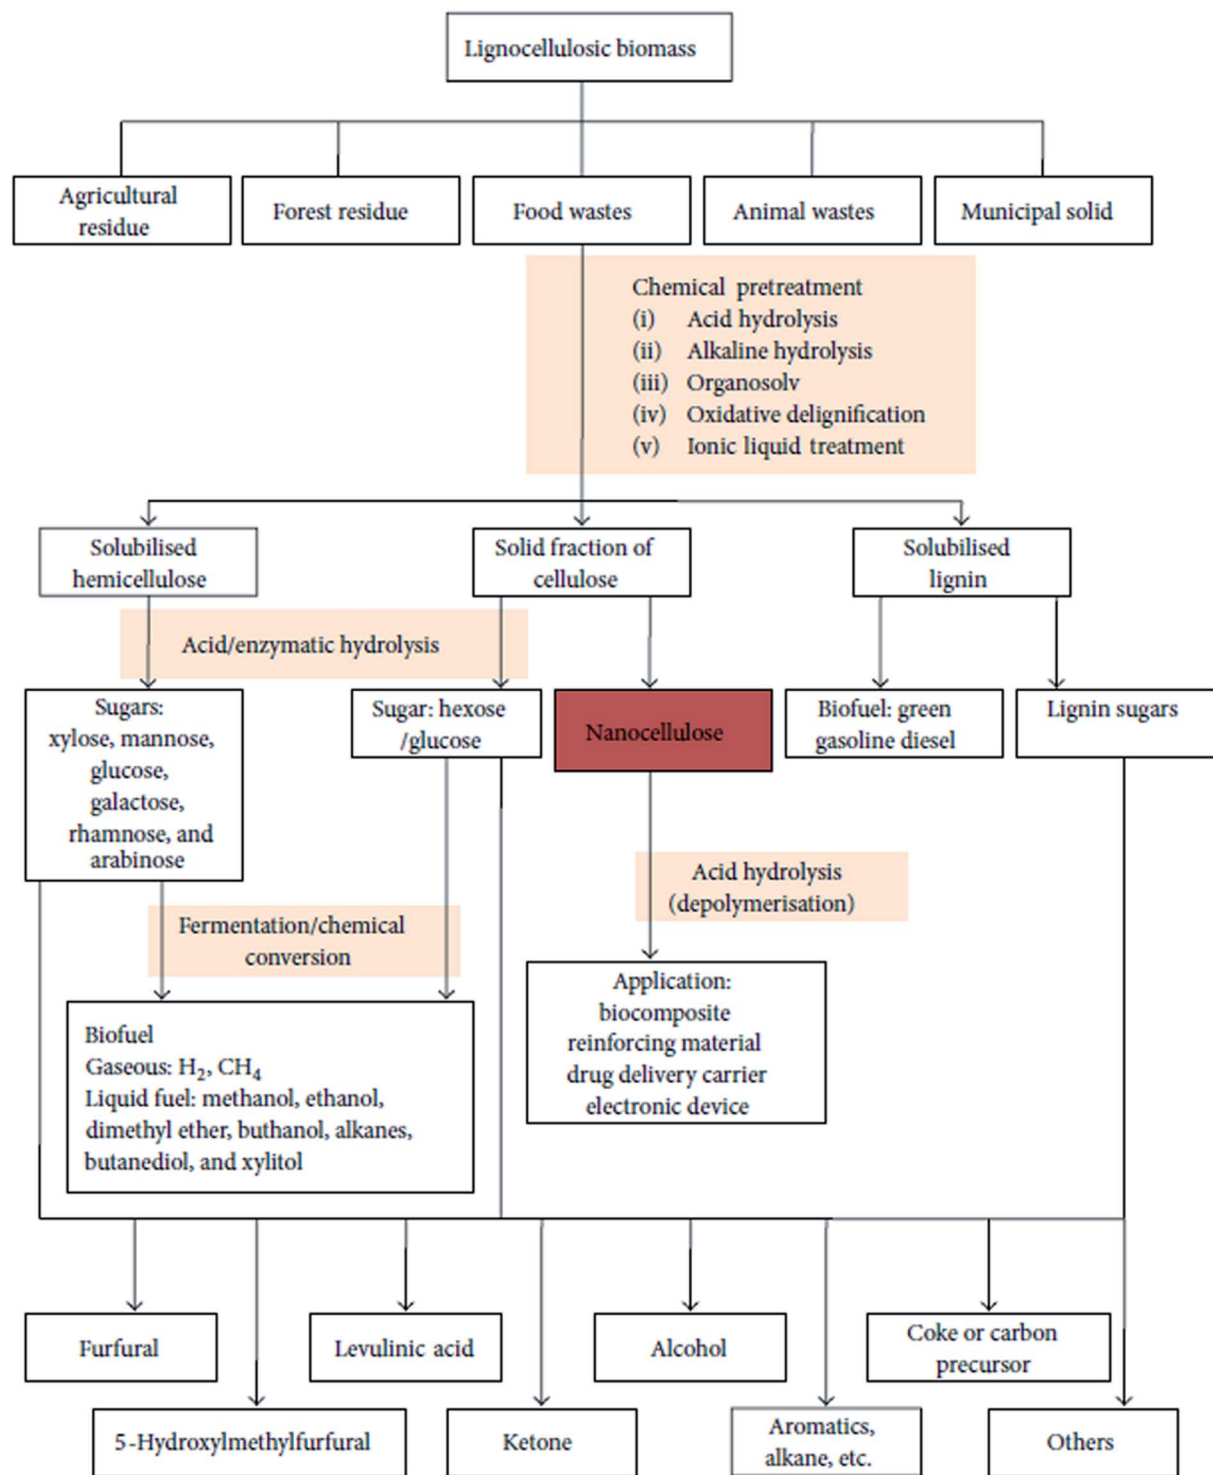 Lignocellulosic biomass
Agricultural
residue
Forest residue
Food wastes
Animal wastes
Municipal solid
Chemical pretreatment
(i) Acid hydrolysis
(ii) Alkaline hydrolysis
(iii) Organosolv
(iv) Oxidative delignification
(v) Ionic liquid treatment
Solubilised
hemicellulose
Solid fraction of
cellulose
Solubilised
lignin
Acid/enzymatic hydrolysis
Sugars:
xylose, mannose,
glucose,
galactose,
rhamnose, and
arabinose
Sugar: hexose
/glucose
Nanocellulose
Biofuel: green
gasoline diesel
Lignin sugars
Acid hydrolysis
(depolymerisation)
Fermentation/chemical
conversion
Application:
biocomposite
reinforcing material
drug delivery carrier
electronic device
Biofuel
Gaseous: H₂, CH₄
Liquid fuel: methanol, ethanol,
dimethyl ether, buthanol, alkanes,
butanediol, and xylitol
Furfural
Levulinic acid
Alcohol
Coke or carbon
precursor
5-Hydroxylmethylfurfural
Ketone
Aromatics,
alkane, etc.
Others